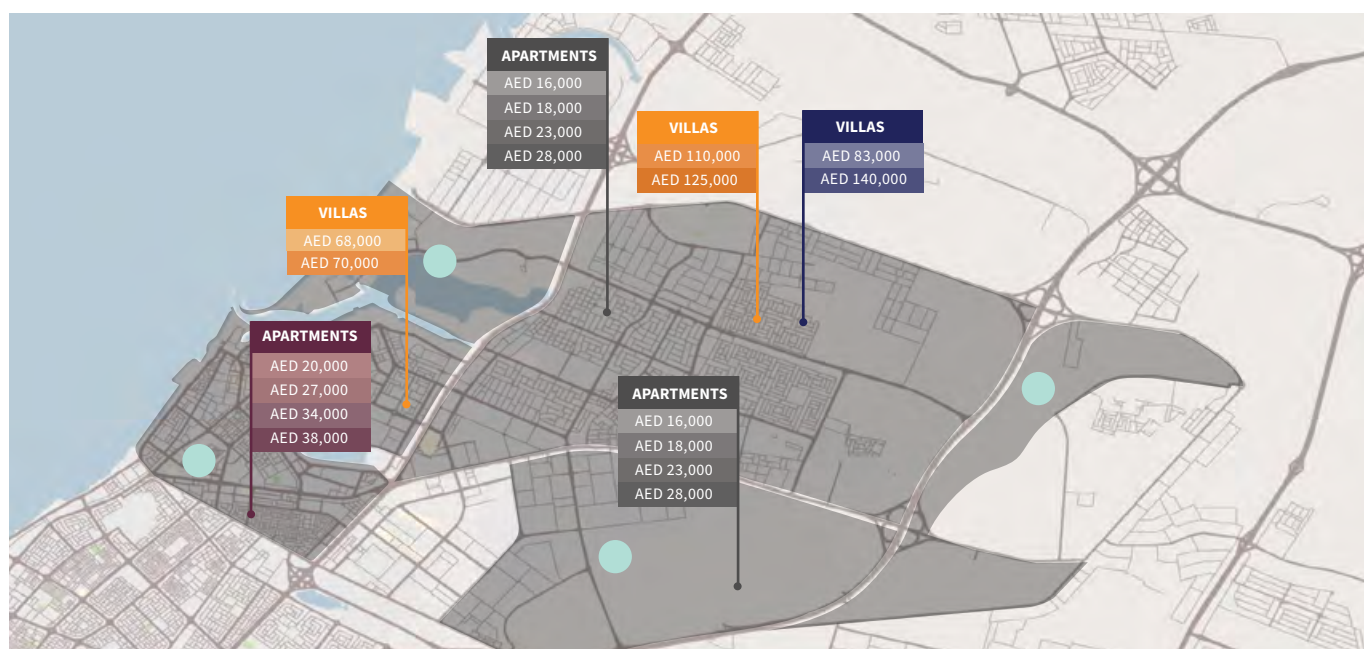 APARTMENTS
AED 16,000
AED 18,000
AED 23,000
AED 28,000
VILLAS
AED 110,000
AED 125,000
VILLAS
AED 83,000
AED 140,000
VILLAS
AED 68,000
AED 70,000
APARTMENTS
AED 20,000
AED 27,000
AED 34,000
AED 38,000
APARTMENTS
AED 16,000
AED 18,000
AED 23,000
AED 28,000